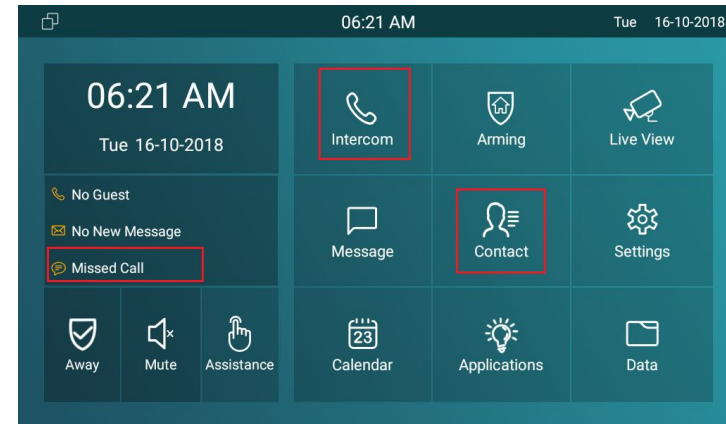 06:21 AM
Tue 16-10-2018
06:21 AM
Tue 16-10-2018
No Guest
No New Message
Missed Call
Away
Mute
Assistance
Intercom
Arming
Live View
Message
Contact
Settings
23
Calendar
Applications
Data